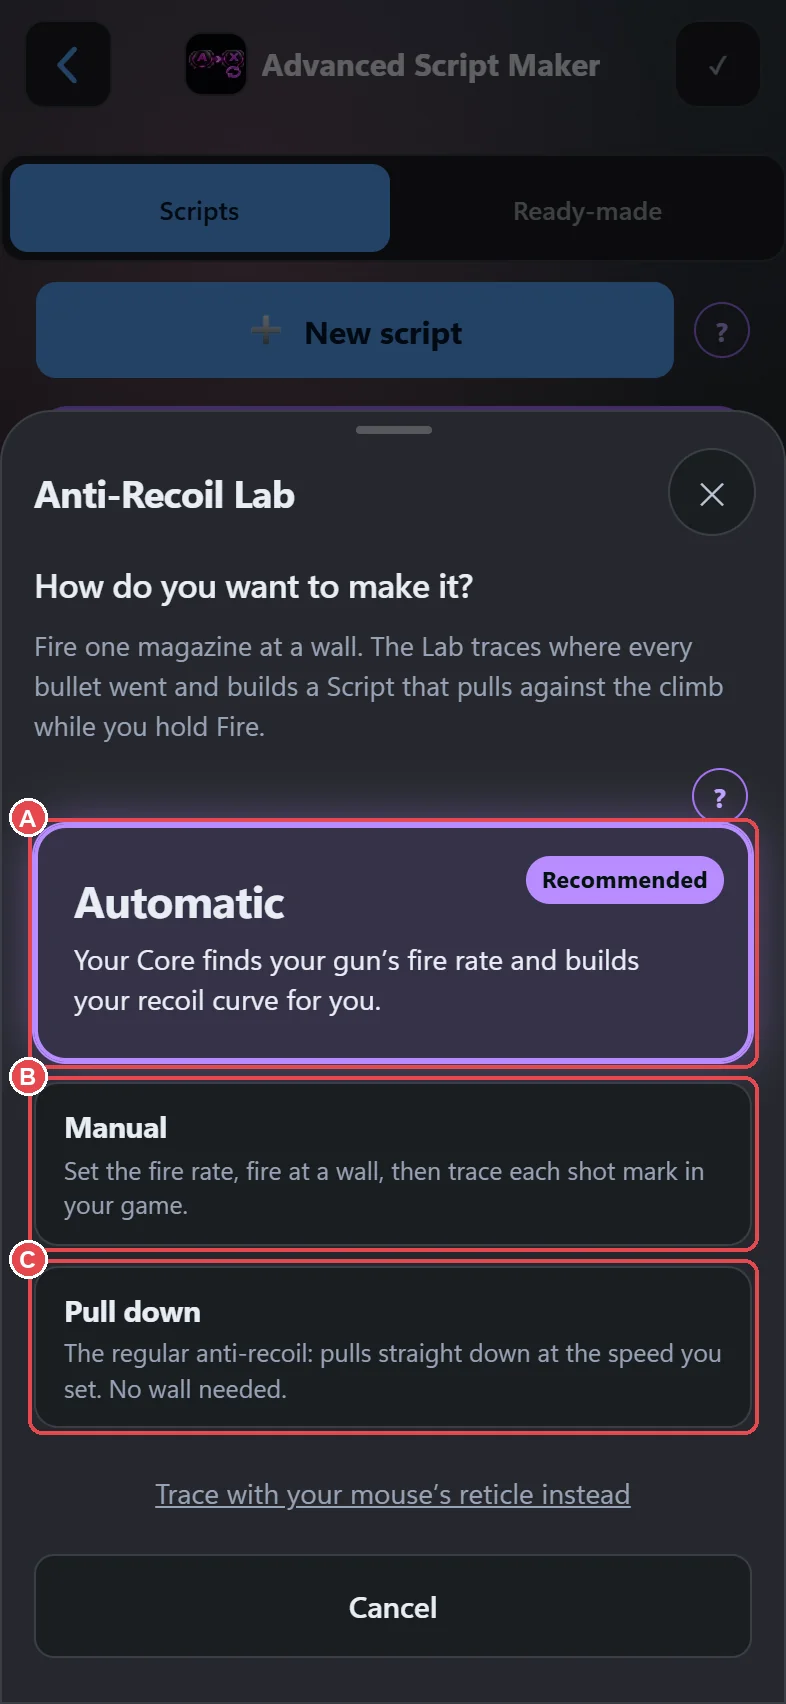 Advanced Script Maker
✓
Scripts
Ready-made
New script
?
Anti-Recoil Lab
How do you want to make it?
Fire one magazine at a wall. The Lab traces where every
bullet went and builds a Script that pulls against the climb
while you hold Fire.
?
A
Recommended
Automatic
Your Core finds your gun’s fire rate and builds
your recoil curve for you.
B
Manual
Set the fire rate, fire at a wall, then trace each shot mark in
your game.
C
Pull down
The regular anti-recoil: pulls straight down at the speed you
set. No wall needed.
Trace with your mouse’s reticle instead
Cancel